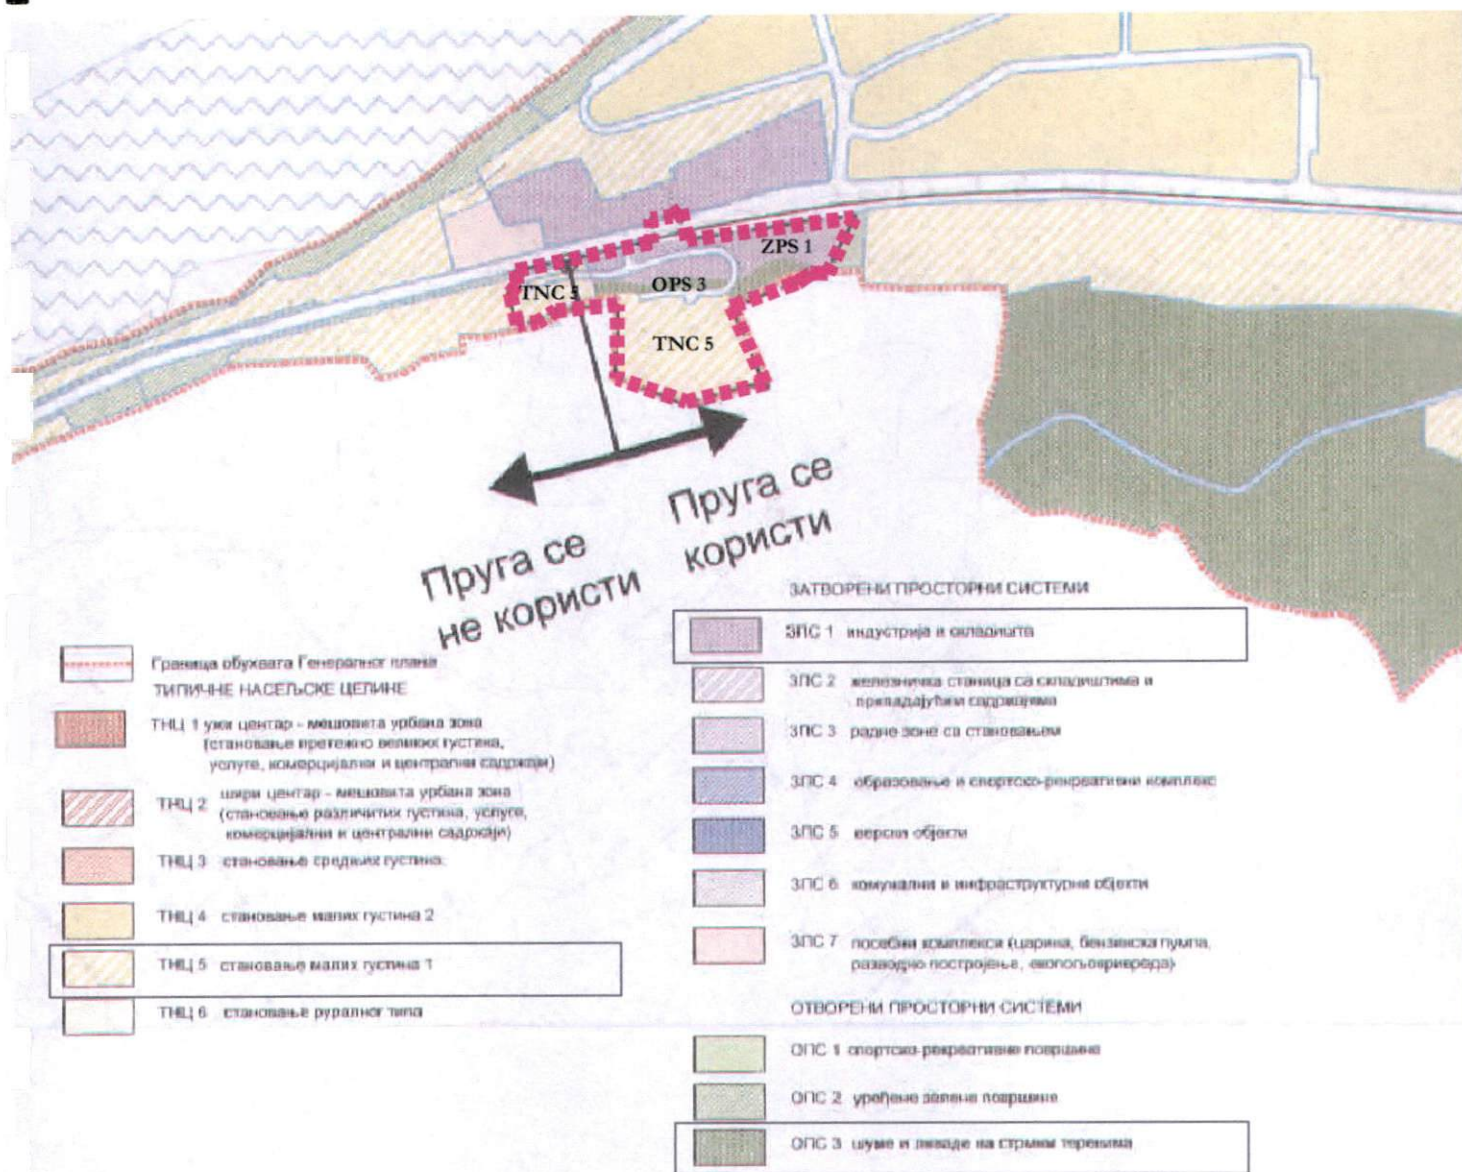 ZPS 1
TNC 5
OPS 3
TNC 5
Пруга се
користи
Пруга се
не користи
Граница обухвата Генералног плана
ТИПИЧНЕ НАСЕЉСКЕ ЦЕЛИНЕ
ТНЦ 1 ужи центар - мешовита урбана зона
(становање претежно великих густина,
услуге, комерцијални и централни садржаји)
ТНЦ 2 шири центар - мешовита урбана зона
(становање различитих густина, услуге,
комерцијални и централни садржаји)
ТНЦ 3 становање средњих густина
ТНЦ 4 становање малих густина 2
ТНЦ 5 становање малих густина 1
ТНЦ 6 становање руралног типа
ЗАТВОРЕНИ ПРОСТОРНИ СИСТЕМИ
ЗПС 1 индустрија и складишта
ЗПС 2 железничка станица са складиштима и
припадајућим садржајима
ЗПС 3 радне зоне са становањем
ЗПС 4 образовање и спортско-рекреативни комплекс
ЗПС 5 верски објекти
ЗПС 6 комунални и инфраструктурни објекти
ЗПС 7 посебни комплекси (царина, бензинска пумпа,
разводно постројење, експољопривреда)
ОТВОРЕНИ ПРОСТОРНИ СИСТЕМИ
ОПС 1 спортско-рекреативне површине
ОПС 2 уређене зелене површине
ОПС 3 шуме и ливаде на стрмим теренима